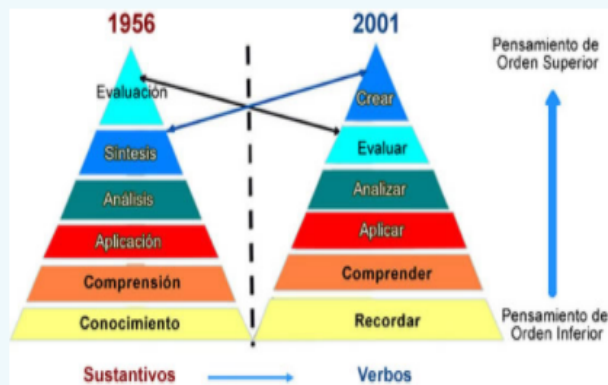 1956
2001
Pensamiento de
Orden Superior
Evaluación
Crear
Síntesis
Evaluar
Análisis
Analizar
Aplicación
Aplicar
Comprensión
Comprender
Conocimiento
Recordar
Pensamiento de
Orden Inferior
Sustantivos
Verbos